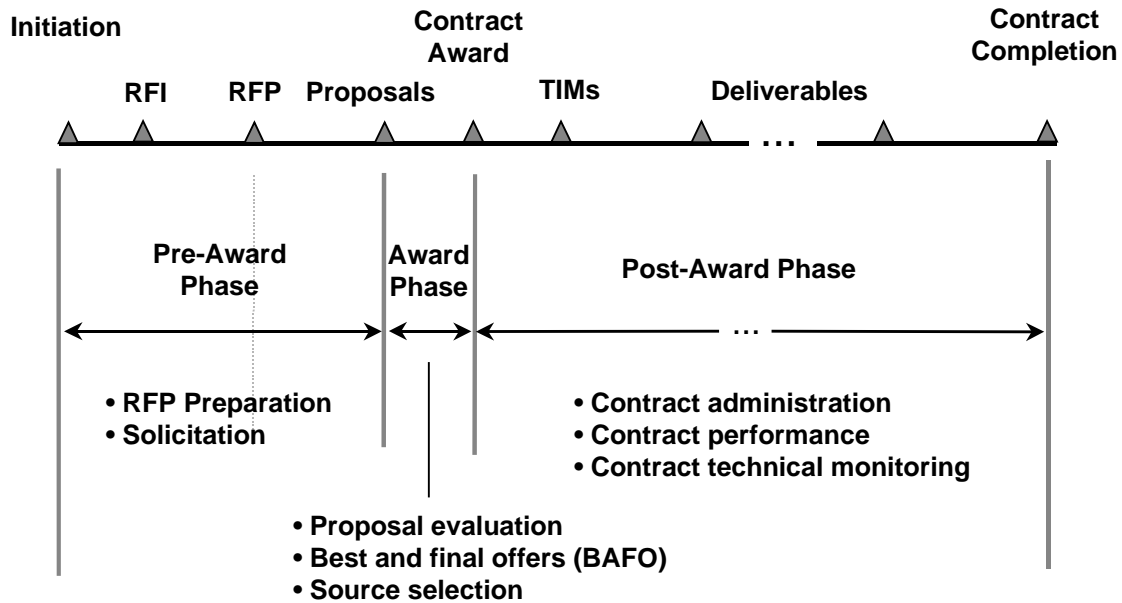 Initiation
Contract
Award
Contract
Completion
RFI
RFP
Proposals
TIMs
Deliverables
...
Pre-Award
Phase
Award
Phase
Post-Award Phase
...
• RFP Preparation
• Solicitation
• Contract administration
• Contract performance
• Contract technical monitoring
• Proposal evaluation
• Best and final offers (BAFO)
• Source selection